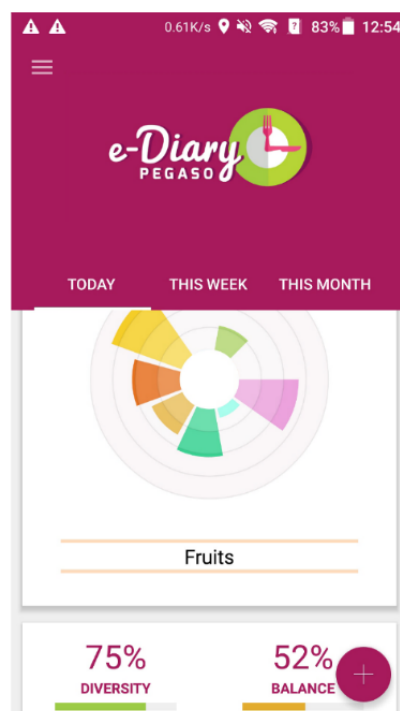 0.61K/s 83% 12:54
e-Diary
PEGASO
TODAY THIS WEEK THIS MONTH
Fruits
75% 52%
DIVERSITY BALANCE